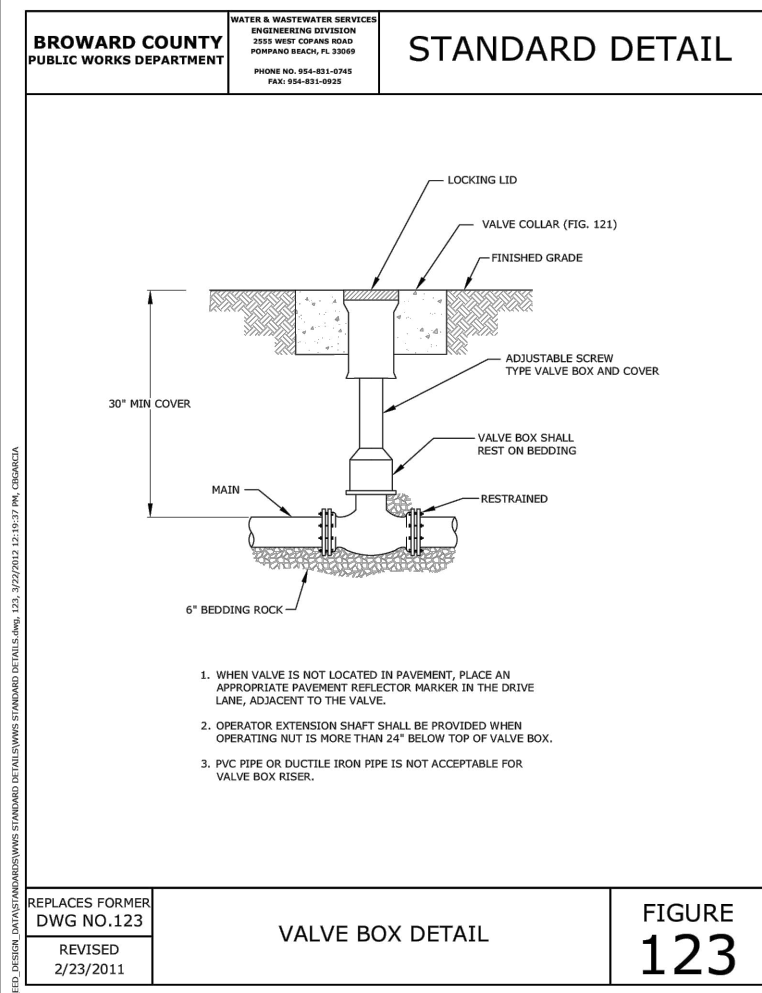 BROWARD COUNTY
PUBLIC WORKS DEPARTMENT
WATER & WASTEWATER SERVICES
ENGINEERING DIVISION
2555 WEST COPANS ROAD
POMPANO BEACH, FL 33069
PHONE NO. 954-831-0745
FAX: 954-831-0925
STANDARD DETAIL
LOCKING LID
VALVE COLLAR (FIG. 121)
FINISHED GRADE
ADJUSTABLE SCREW
TYPE VALVE BOX AND COVER
30" MIN COVER
VALVE BOX SHALL
REST ON BEDDING
MAIN
RESTRAINED
6" BEDDING ROCK
1. WHEN VALVE IS NOT LOCATED IN PAVEMENT, PLACE AN
APPROPRIATE PAVEMENT REFLECTOR MARKER IN THE DRIVE
LANE, ADJACENT TO THE VALVE.
2. OPERATOR EXTENSION SHAFT SHALL BE PROVIDED WHEN
OPERATING NUT IS MORE THAN 24" BELOW TOP OF VALVE BOX.
3. PVC PIPE OR DUCTILE IRON PIPE IS NOT ACCEPTABLE FOR
VALVE BOX RISER.
EED_DESIGN_DATA\STANDARDS\WWS STANDARD DETAILS\WWS STANDARD DETAILS.dwg, 123, 3/22/2012 12:19:37 PM, CBGARCIA
REPLACES FORMER
DWG NO.123
REVISED
2/23/2011
VALVE BOX DETAIL
FIGURE
123